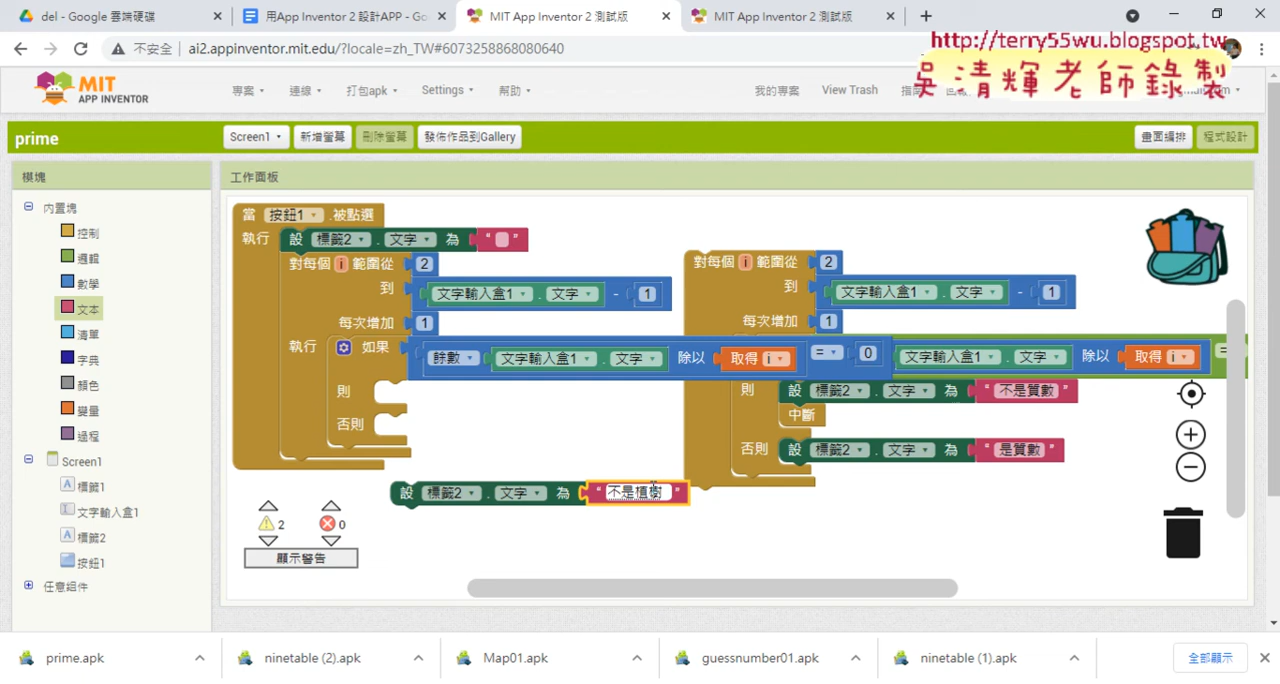 del - Google 雲端硬碟
用App Inventor 2 設計APP - Go
MIT App Inventor 2 測試版
MIT App Inventor 2 測試版
不安全
ai2.appinventor.mit.edu/?locale=zh_TW#6073258868080640
http://terry55wu.blogspot.tw
吳清輝老師錄製
MIT
APP INVENTOR
專案
連線
打包apk
Settings
幫助
我的專案
View Trash
prime
Screen1
新增螢幕
刪除螢幕
發佈作品到Gallery
畫面編排
程式設計
模塊
工作面板
內置塊
控制
邏輯
數學
文本
清單
字典
顏色
變量
過程
Screen1
標籤1
文字輸入盒1
標籤2
按鈕1
任意組件
當 按鈕1 .被點選
執行 設 標籤2 . 文字 為 " "
對每個 i 範圍從 2
到 文字輸入盒1 . 文字 - 1
每次增加 1
執行 如果 餘數 文字輸入盒1 . 文字 除以 取得 i = 0
則
否則
對每個 i 範圍從 2
到 文字輸入盒1 . 文字 - 1
每次增加 1
文字輸入盒1 . 文字 除以 取得 i =
則 設 標籤2 . 文字 為 " 不是質數 "
中斷
否則 設 標籤2 . 文字 為 " 是質數 "
設 標籤2 . 文字 為 " 不是植樹 "
2
0
顯示警告
prime.apk
ninetable (2).apk
Map01.apk
guessnumber01.apk
ninetable (1).apk
全部顯示